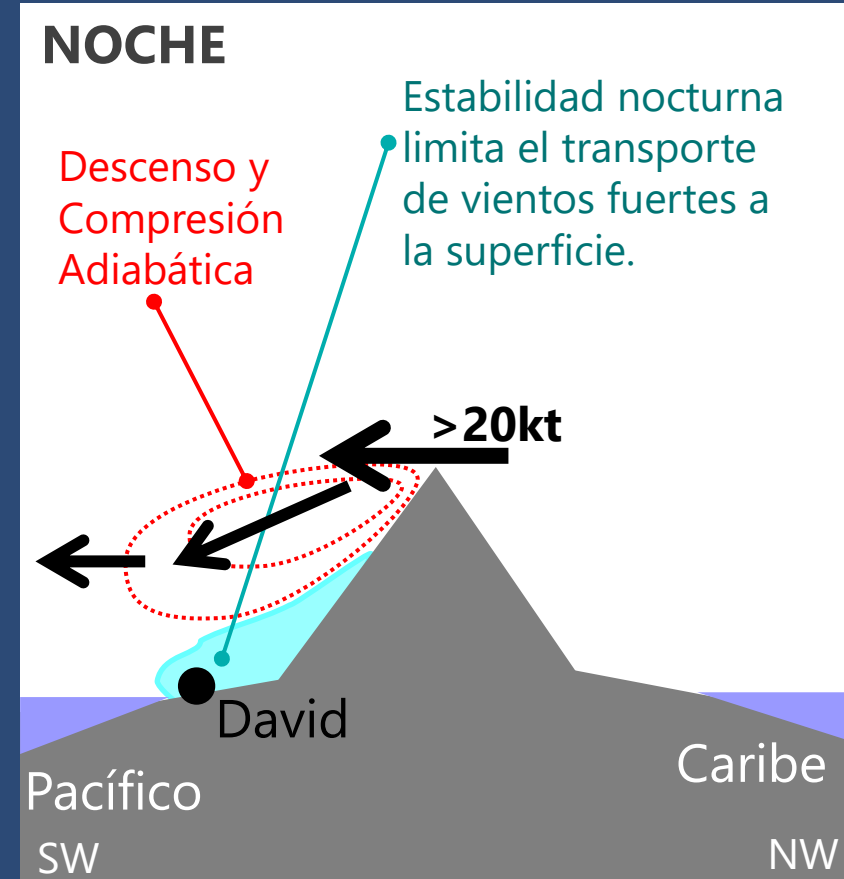 NOCHE
Estabilidad nocturna
limita el transporte
de vientos fuertes a
la superficie.
Descenso y
Compresión
Adiabática
>20kt
David
Pacífico
Caribe
SW
NW